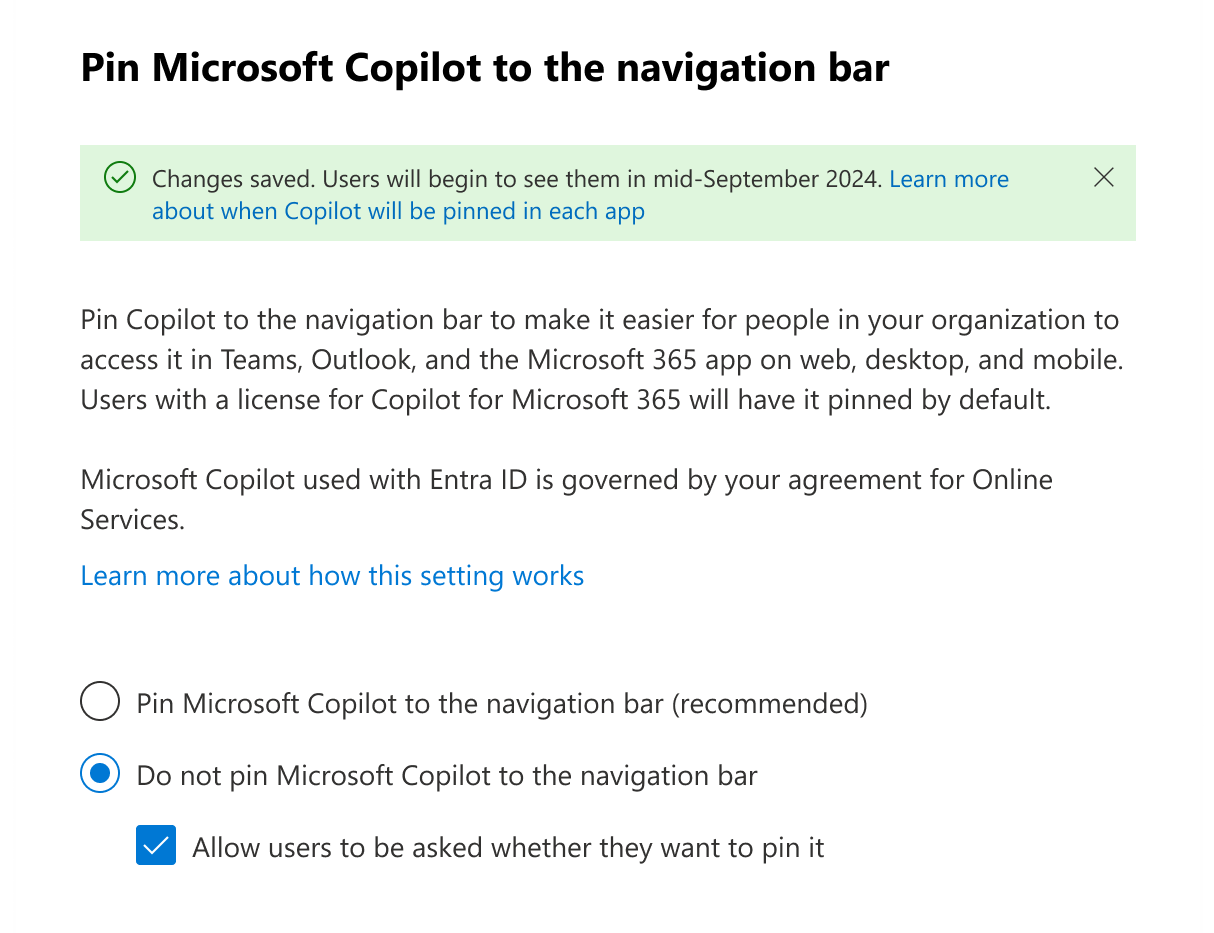 Pin Microsoft Copilot to the navigation bar
Changes saved. Users will begin to see them in mid-September 2024. Learn more
about when Copilot will be pinned in each app
Pin Copilot to the navigation bar to make it easier for people in your organization to
access it in Teams, Outlook, and the Microsoft 365 app on web, desktop, and mobile.
Users with a license for Copilot for Microsoft 365 will have it pinned by default.
Microsoft Copilot used with Entra ID is governed by your agreement for Online
Services.
Learn more about how this setting works
Pin Microsoft Copilot to the navigation bar (recommended)
Do not pin Microsoft Copilot to the navigation bar
Allow users to be asked whether they want to pin it